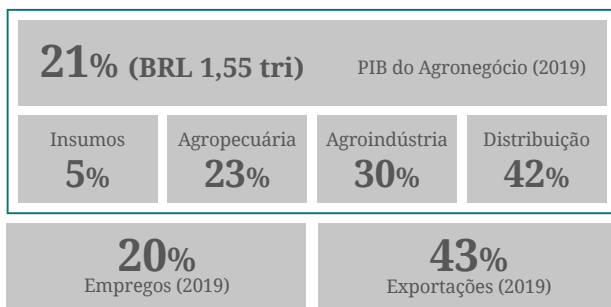 21% (BRL 1,55 tri) PIB do Agronegócio (2019)
Insumos Agropecuária Agroindústria Distribuição
5% 23% 30% 42%
20% 43%
Empregos (2019) Exportações (2019)